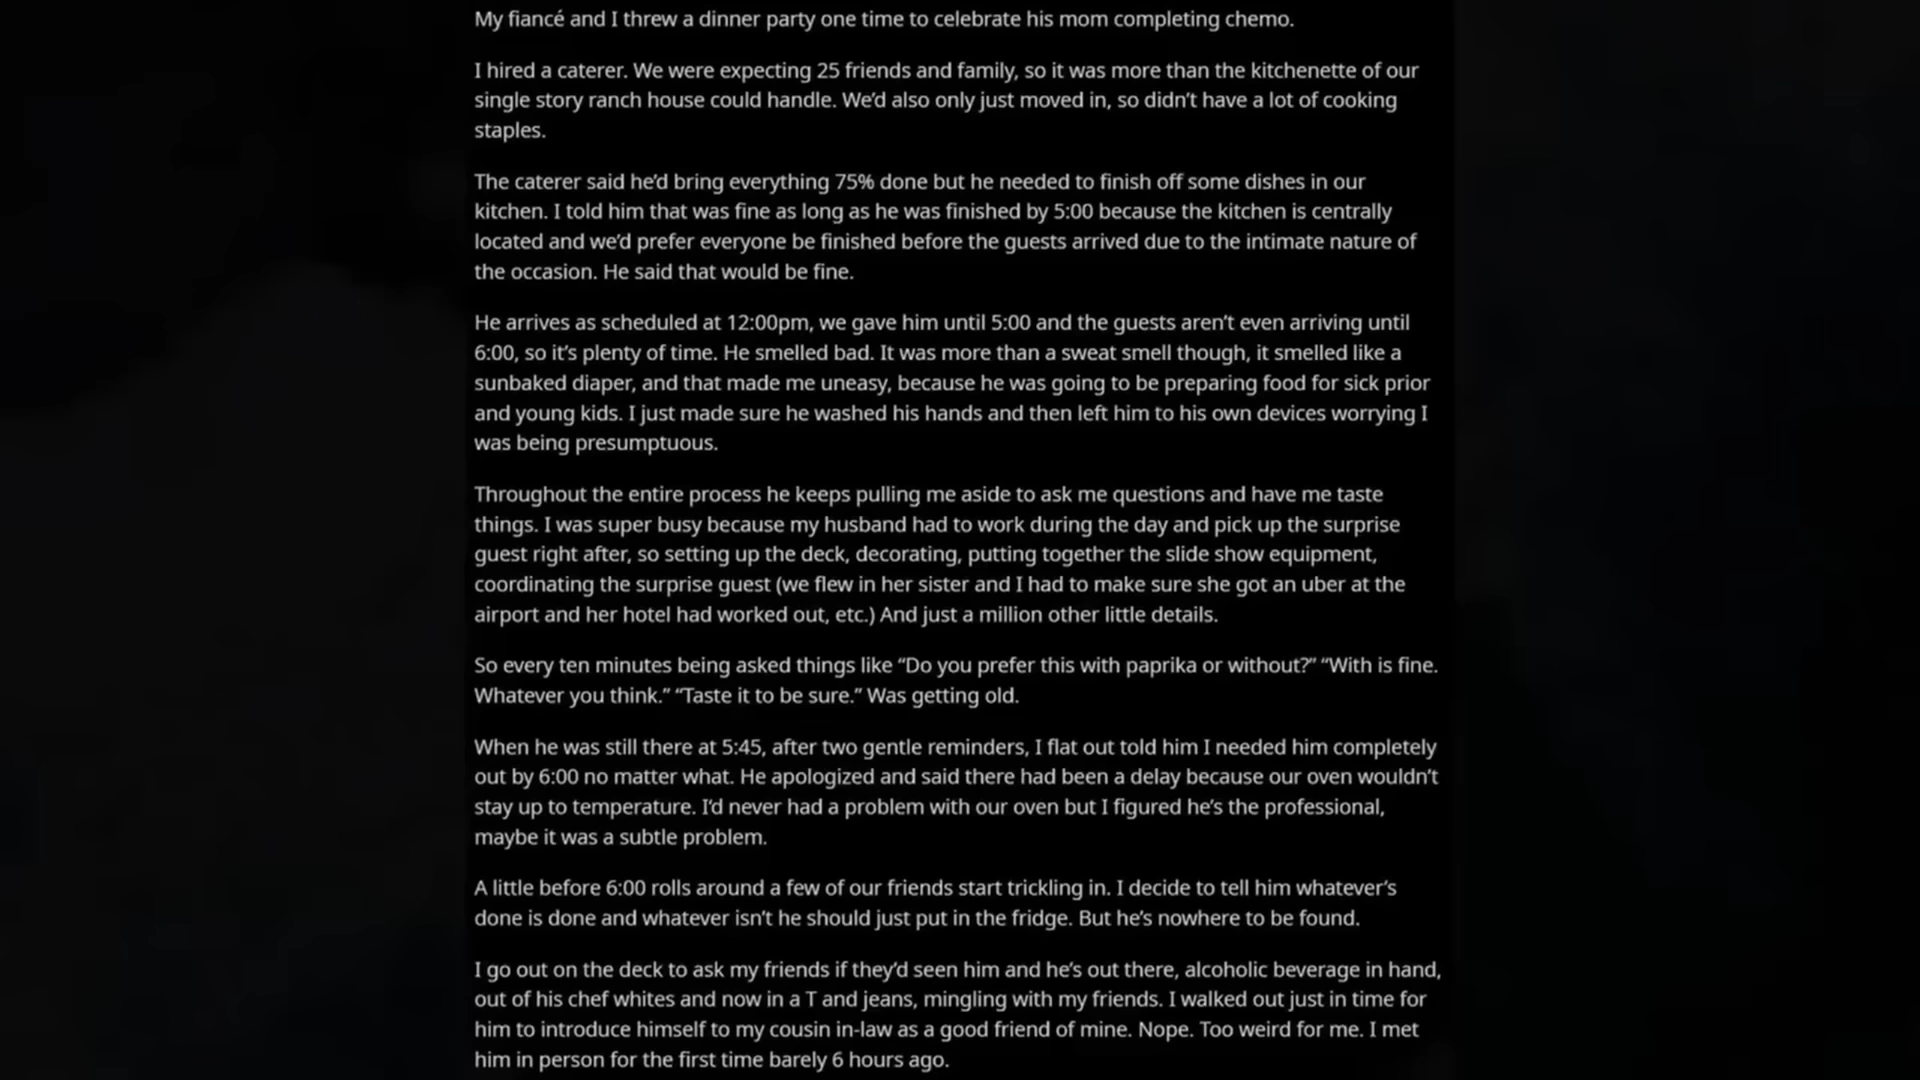 My fiancé and I threw a dinner party one time to celebrate his mom completing chemo.
I hired a caterer. We were expecting 25 friends and family, so it was more than the kitchenette of our
single story ranch house could handle. We’d also only just moved in, so didn’t have a lot of cooking
staples.
The caterer said he’d bring everything 75% done but he needed to finish off some dishes in our
kitchen. I told him that was fine as long as he was finished by 5:00 because the kitchen is centrally
located and we’d prefer everyone be finished before the guests arrived due to the intimate nature of
the occasion. He said that would be fine.
He arrives as scheduled at 12:00pm, we gave him until 5:00 and the guests aren’t even arriving until
6:00, so it’s plenty of time. He smelled bad. It was more than a sweat smell though, it smelled like a
sunbaked diaper, and that made me uneasy, because he was going to be preparing food for sick prior
and young kids. I just made sure he washed his hands and then left him to his own devices worrying I
was being presumptuous.
Throughout the entire process he keeps pulling me aside to ask me questions and have me taste
things. I was super busy because my husband had to work during the day and pick up the surprise
guest right after, so setting up the deck, decorating, putting together the slide show equipment,
coordinating the surprise guest (we flew in her sister and I had to make sure she got an uber at the
airport and her hotel had worked out, etc.) And just a million other little details.
So every ten minutes being asked things like “Do you prefer this with paprika or without?” “With is fine.
Whatever you think.” “Taste it to be sure.” Was getting old.
When he was still there at 5:45, after two gentle reminders, I flat out told him I needed him completely
out by 6:00 no matter what. He apologized and said there had been a delay because our oven wouldn’t
stay up to temperature. I’d never had a problem with our oven but I figured he’s the professional,
maybe it was a subtle problem.
A little before 6:00 rolls around a few of our friends start trickling in. I decide to tell him whatever’s
done is done and whatever isn’t he should just put in the fridge. But he’s nowhere to be found.
I go out on the deck to ask my friends if they’d seen him and he’s out there, alcoholic beverage in hand,
out of his chef whites and now in a T and jeans, mingling with my friends. I walked out just in time for
him to introduce himself to my cousin in-law as a good friend of mine. Nope. Too weird for me. I met
him in person for the first time barely 6 hours ago.